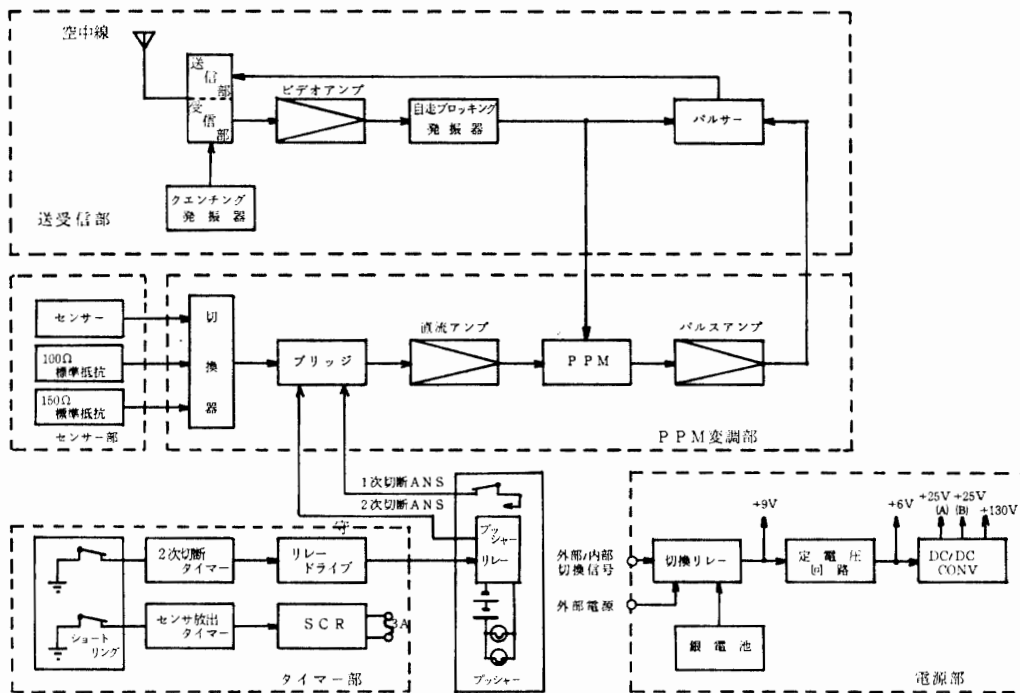 空中線
送信部
受信部
ビデオアンプ
自走ブロッキング
発振器
パルサー
クエンチング
発振器
送受信部
センサー
100Ω
標準抵抗
150Ω
標準抵抗
センサー部
切換器
ブリッジ
直流アンプ
PPM
パルスアンプ
PPM変調部
1次切断ANS
2次切断ANS
ショート
リング
2次切断
タイマー
リレー
ドライブ
センサ放出
タイマー
SCR
3A
タイマー部
プッシャー
リレー
プッシャー
外部/内部
切換信号
外部電源
切換リレー
銀電池
+9V
定電圧
回路
+6V
+25V
(A)
+25V
(B)
+130V
DC/DC
CONV
電源部